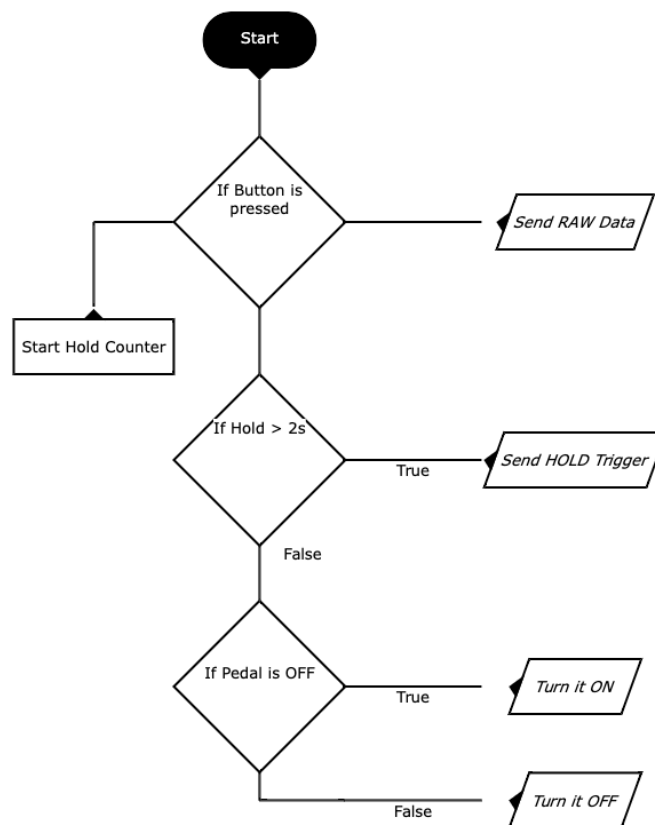 Start
If Button is
pressed
Send RAW Data
Start Hold Counter
If Hold > 2s
True
Send HOLD Trigger
False
If Pedal is OFF
True
Turn it ON
False
Turn it OFF